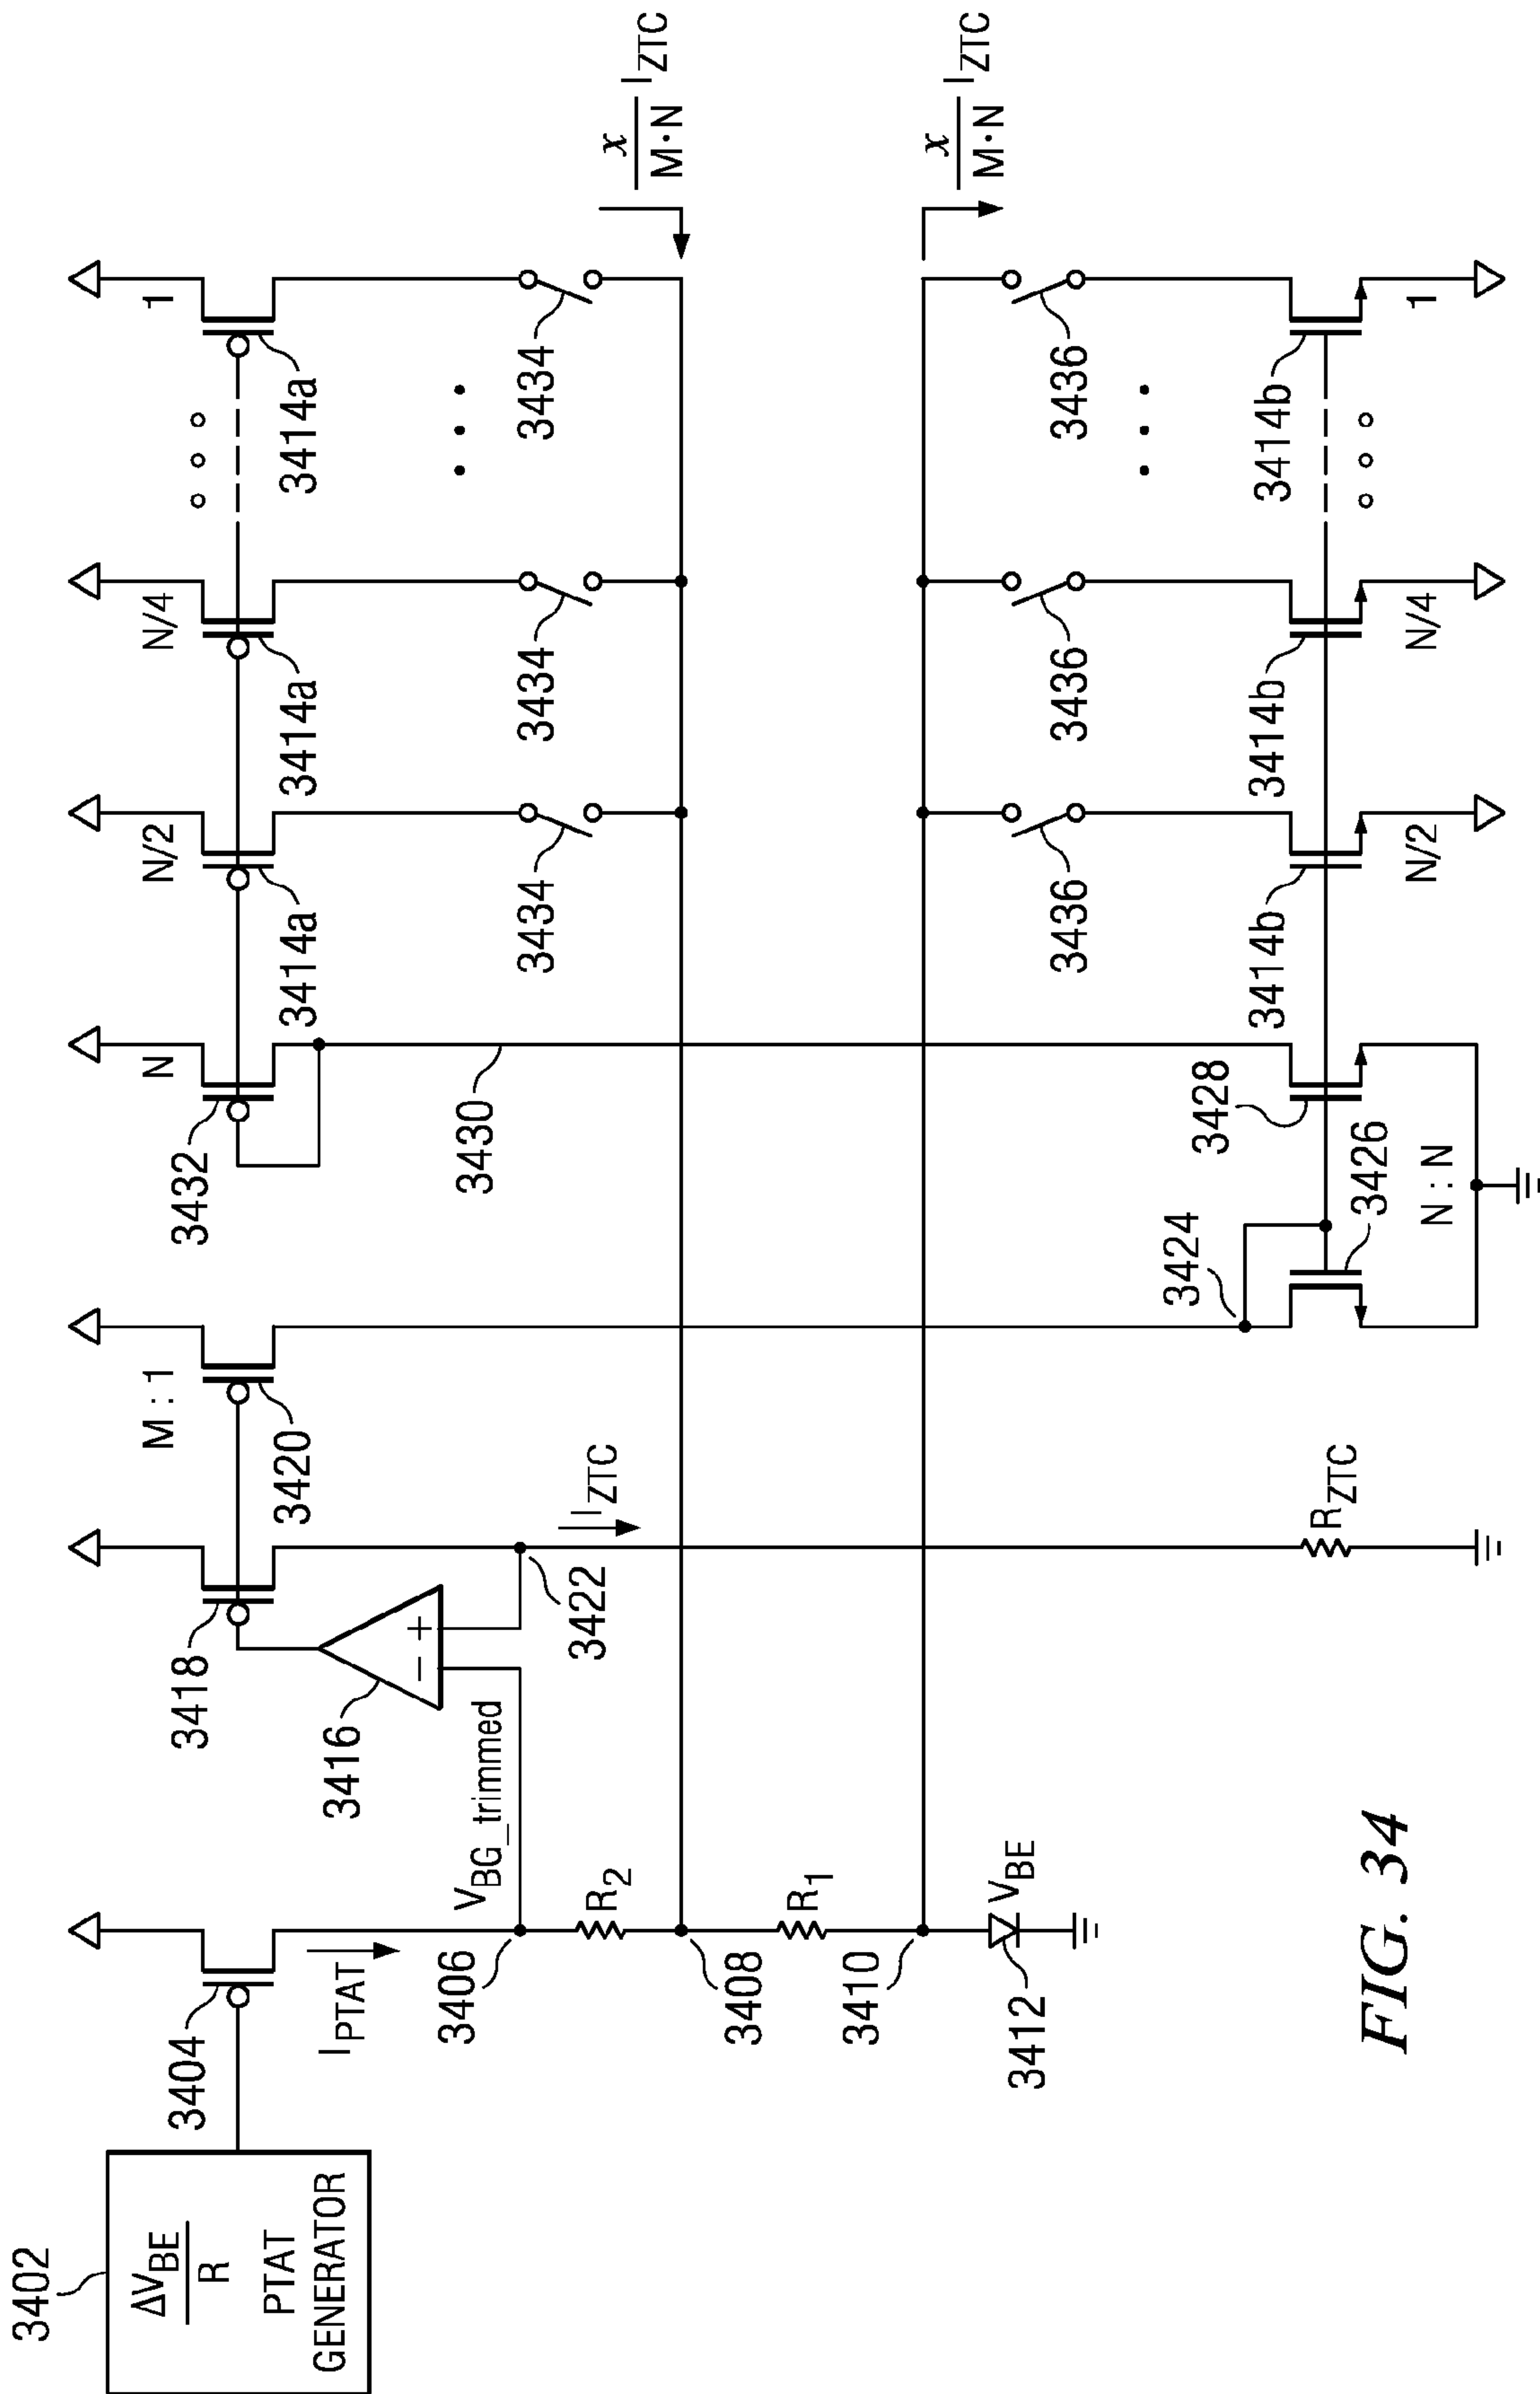 3402
ΔV_BE
R
PTAT
GENERATOR
3404
I_PTAT
3406
V_BG_trimmed
R_2
3408
R_1
3410
V_BE
3412
3416
− +
3418
3422
I_ZTC
R_ZTC
M : 1
3420
3424
3426
N : N
3428
3430
3432
N
N/2
3414a
3434
N/4
3414a
3434
1
3414a
3434
x
M·N
I_ZTC
x
M·N
I_ZTC
3436
3414b
N/2
3436
3414b
N/4
3436
3414b
1
FIG. 34